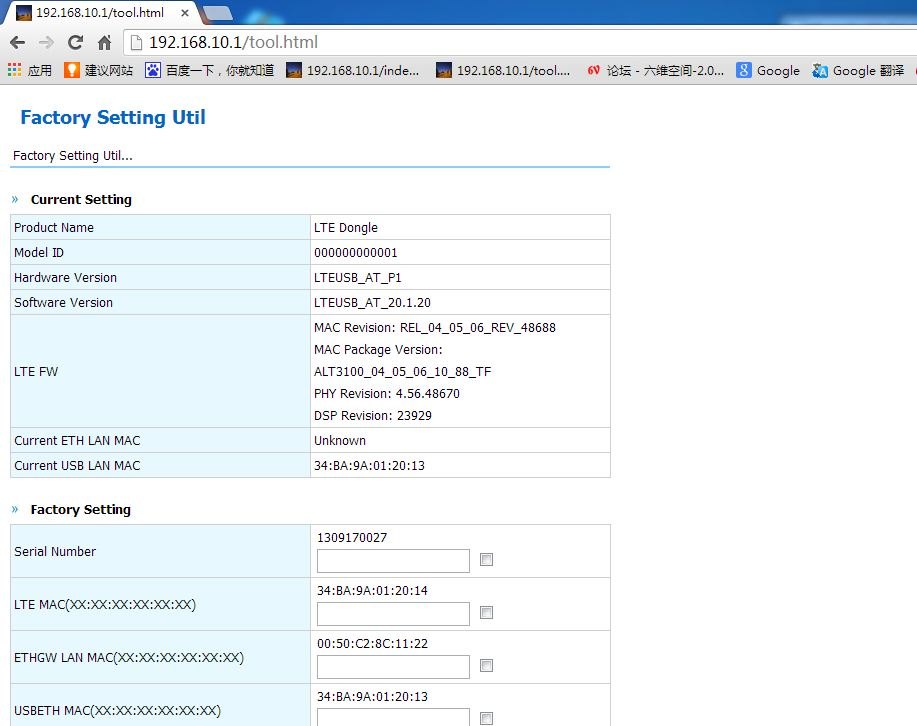 192.168.10.1/tool.html
192.168.10.1/tool.html
应用 建议网站 百度一下，你就知道 192.168.10.1/inde... 192.168.10.1/tool.... 6V 论坛 - 六维空间-2.0... 8 Google Google 翻译
Factory Setting Util
Factory Setting Util...
» Current Setting
Product Name LTE Dongle
Model ID 000000000001
Hardware Version LTEUSB_AT_P1
Software Version LTEUSB_AT_20.1.20
LTE FW
MAC Revision: REL_04_05_06_REV_48688
MAC Package Version:
ALT3100_04_05_06_10_88_TF
PHY Revision: 4.56.48670
DSP Revision: 23929
Current ETH LAN MAC Unknown
Current USB LAN MAC 34:BA:9A:01:20:13
» Factory Setting
Serial Number
1309170027
LTE MAC(XX:XX:XX:XX:XX:XX)
34:BA:9A:01:20:14
ETHGW LAN MAC(XX:XX:XX:XX:XX:XX)
00:50:C2:8C:11:22
USBETH MAC(XX:XX:XX:XX:XX:XX)
34:BA:9A:01:20:13